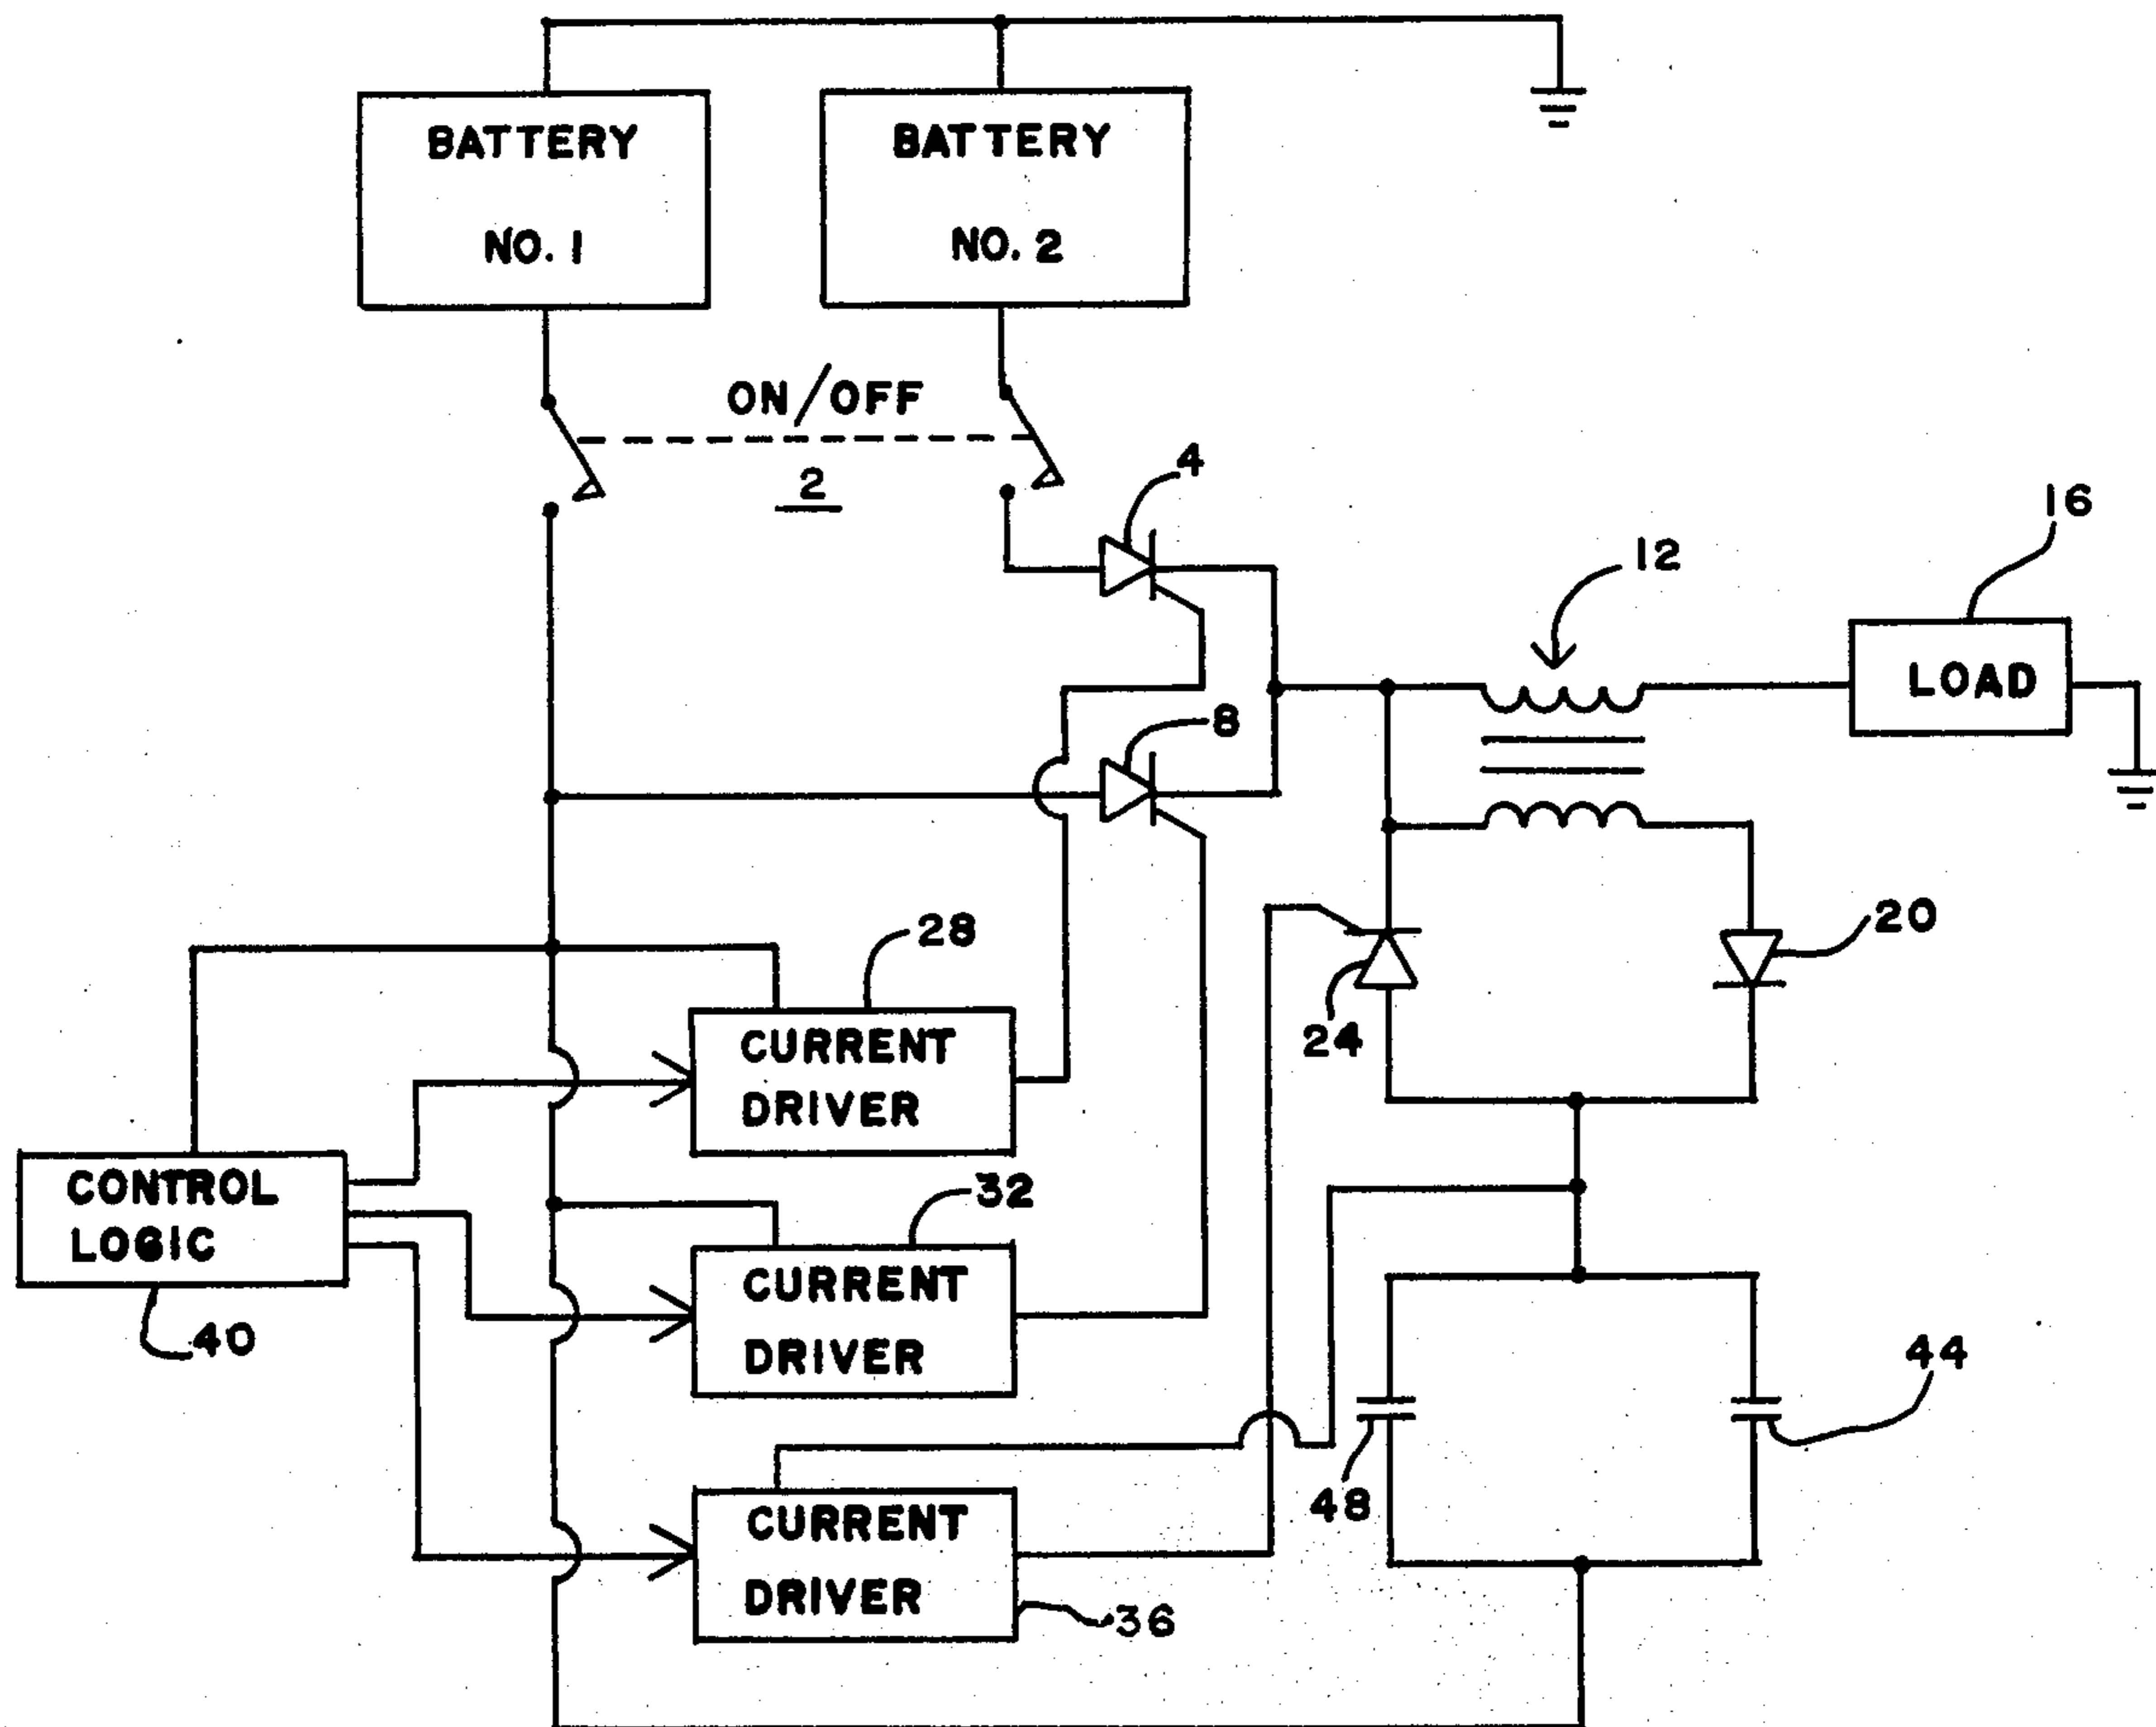 BATTERY
NO. 1
BATTERY
NO. 2
ON/OFF
2
4
16
12
LOAD
8
28
20
CURRENT
DRIVER
24
CONTROL
LOGIC
32
CURRENT
DRIVER
40
44
48
CURRENT
DRIVER
36